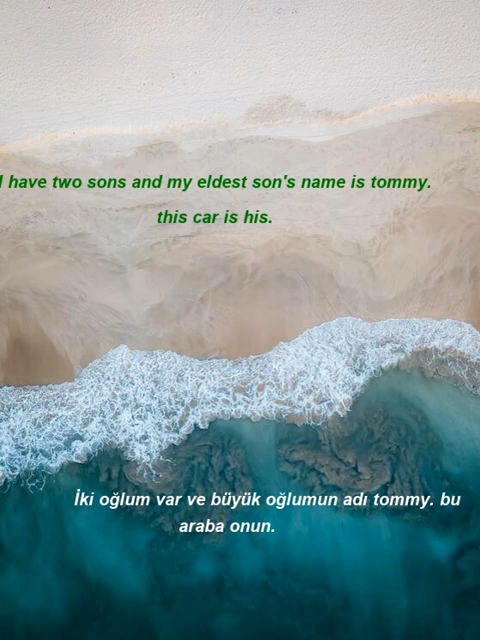 I have two sons and my eldest son's name is tommy.
this car is his.
İki oğlum var ve büyük oğlumun adı tommy. bu
araba onun.